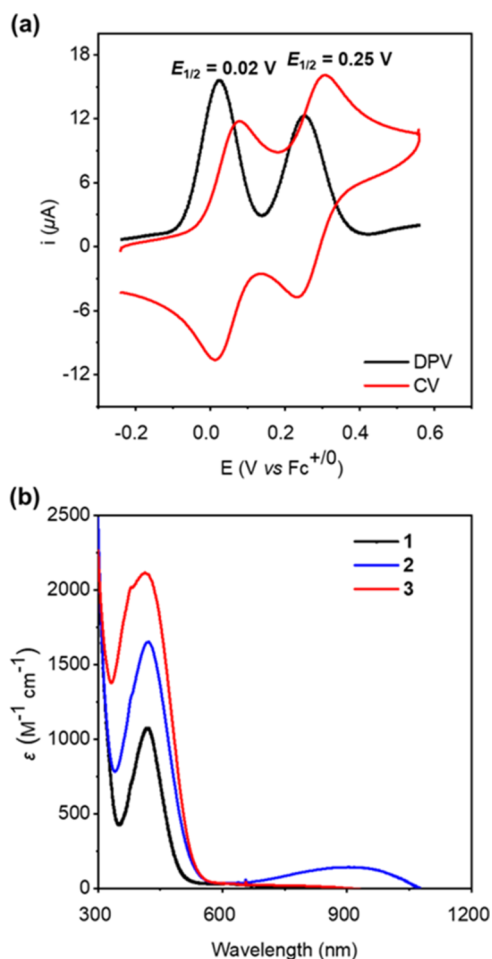 (a)
E1/2 = 0.02 V
E1/2 = 0.25 V
18
12
6
0
-6
-12
i (µA)
DPV
CV
-0.2 0.0 0.2 0.4 0.6
E (V vs Fc+/0)
(b)
2500
2000
1500
1000
500
0
ε (M-1 cm-1)
1
2
3
300 600 900 1200
Wavelength (nm)